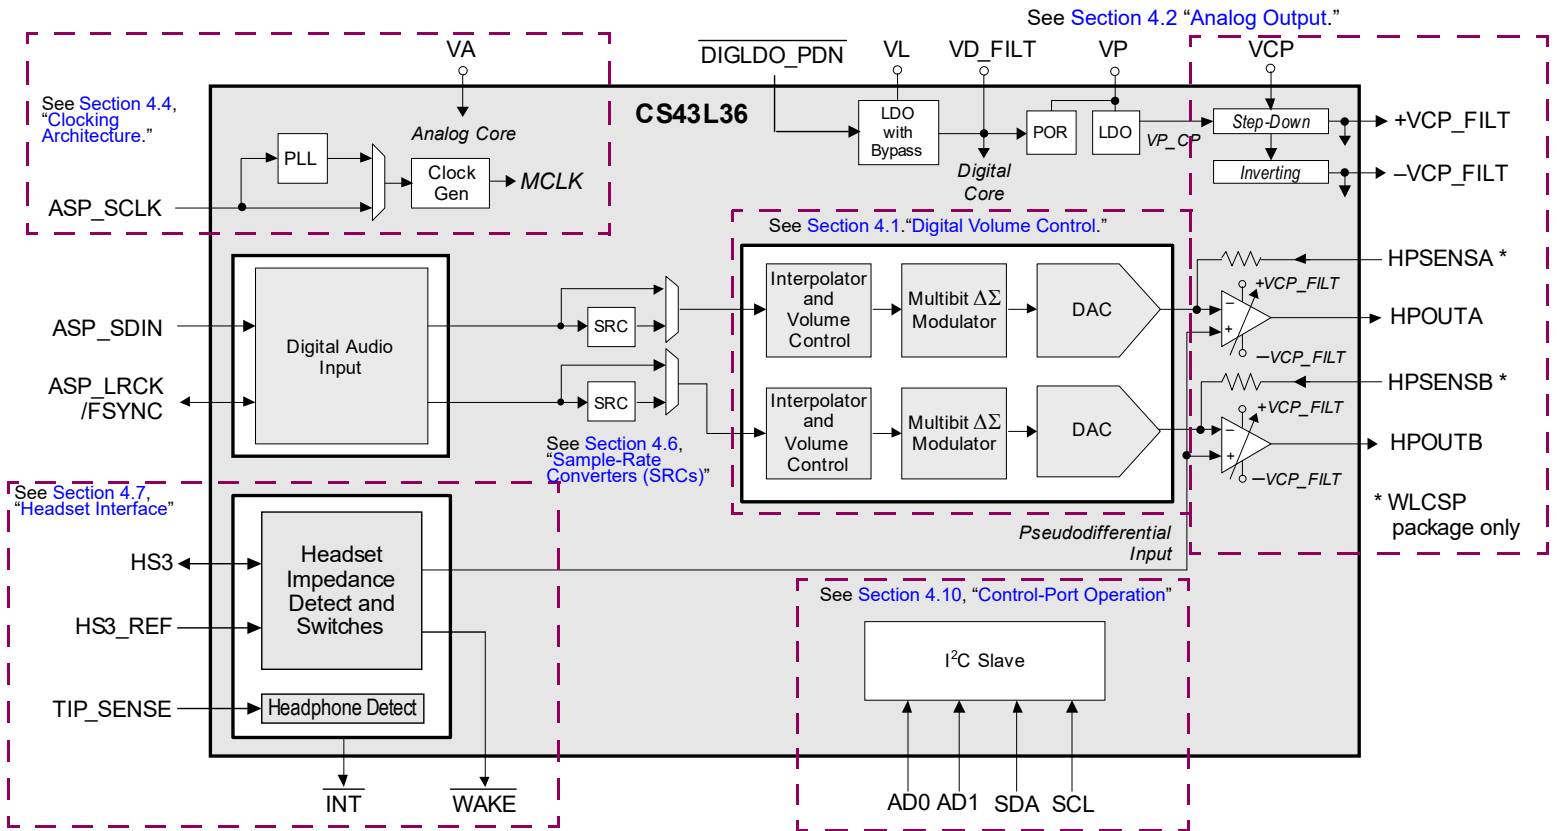 See Section 4.2 “Analog Output.”
VA
DIGLDO_PDN
VL
VD_FILT
VP
VCP
See Section 4.4,
“Clocking
Architecture.”
CS43L36
Analog Core
LDO
with
Bypass
POR
LDO
VP_CP
Step-Down
+VCP_FILT
Digital
Core
Inverting
–VCP_FILT
PLL
Clock
Gen
MCLK
ASP_SCLK
See Section 4.1.“Digital Volume Control.”
HPSENSA *
ASP_SDIN
ASP_LRCK
/FSYNC
Digital Audio
Input
SRC
SRC
See Section 4.6,
“Sample-Rate
Converters (SRCs)”
Interpolator
and
Volume
Control
Multibit ΔΣ
Modulator
DAC
+VCP_FILT
–
+
–VCP_FILT
HPOUTA
HPSENSB *
Interpolator
and
Volume
Control
Multibit ΔΣ
Modulator
DAC
+VCP_FILT
–
+
–VCP_FILT
HPOUTB
* WLCSP
package only
Pseudodifferential
Input
See Section 4.7,
“Headset Interface”
HS3
HS3_REF
TIP_SENSE
Headset
Impedance
Detect and
Switches
Headphone Detect
INT
WAKE
See Section 4.10, “Control-Port Operation”
I2C Slave
AD0
AD1
SDA
SCL